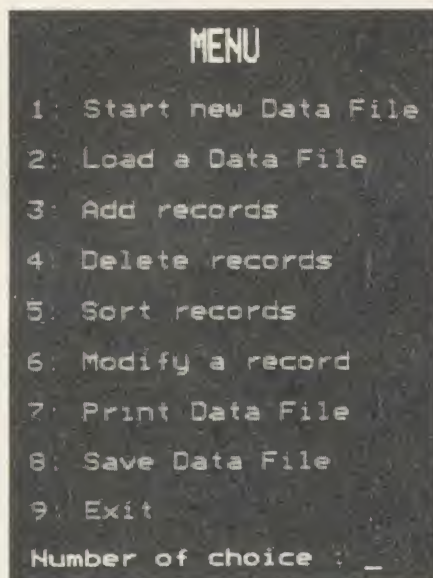 MENU
1: Start new Data File
2: Load a Data File
3: Add records
4: Delete records
5: Sort records
6: Modify a record
7: Print Data File
8: Save Data File
9: Exit
Number of choice : _